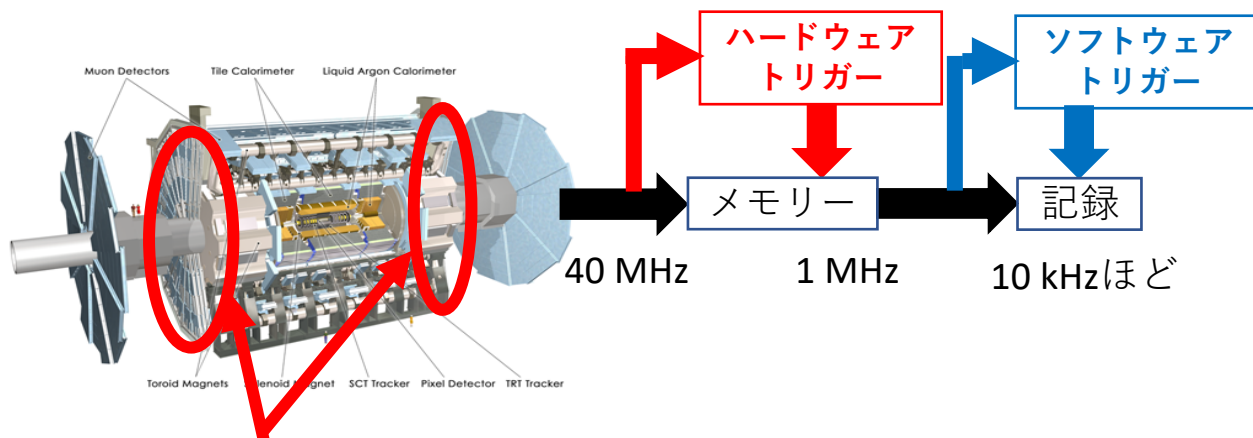 Muon Detectors
Tile Calorimeter
Liquid Argon Calorimeter
Toroid Magnets
Solenoid Magnet
SCT Tracker
Pixel Detector
TRT Tracker
ハードウェア
トリガー
ソフトウェア
トリガー
メモリー
記録
40 MHz
1 MHz
10 kHzほど